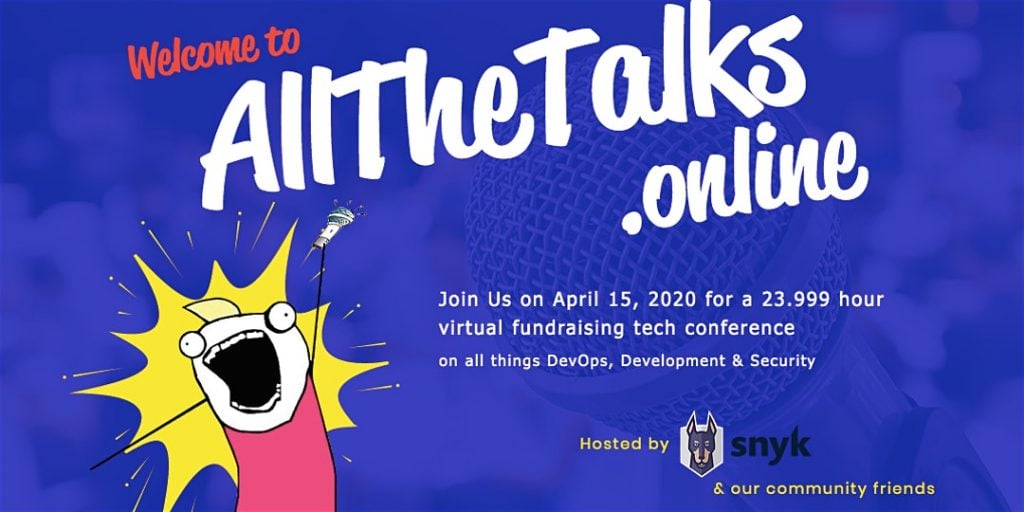 Welcome to
AllTheTalks
.online
Join Us on April 15, 2020 for a 23.999 hour
virtual fundraising tech conference
on all things DevOps, Development & Security
Hosted by snyk
& our community friends